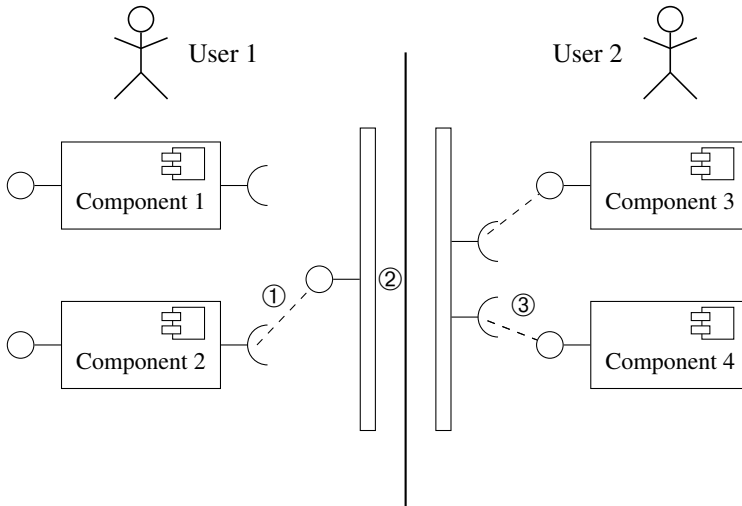 User 1
User 2
Component 1
Component 3
①
②
③
Component 2
Component 4